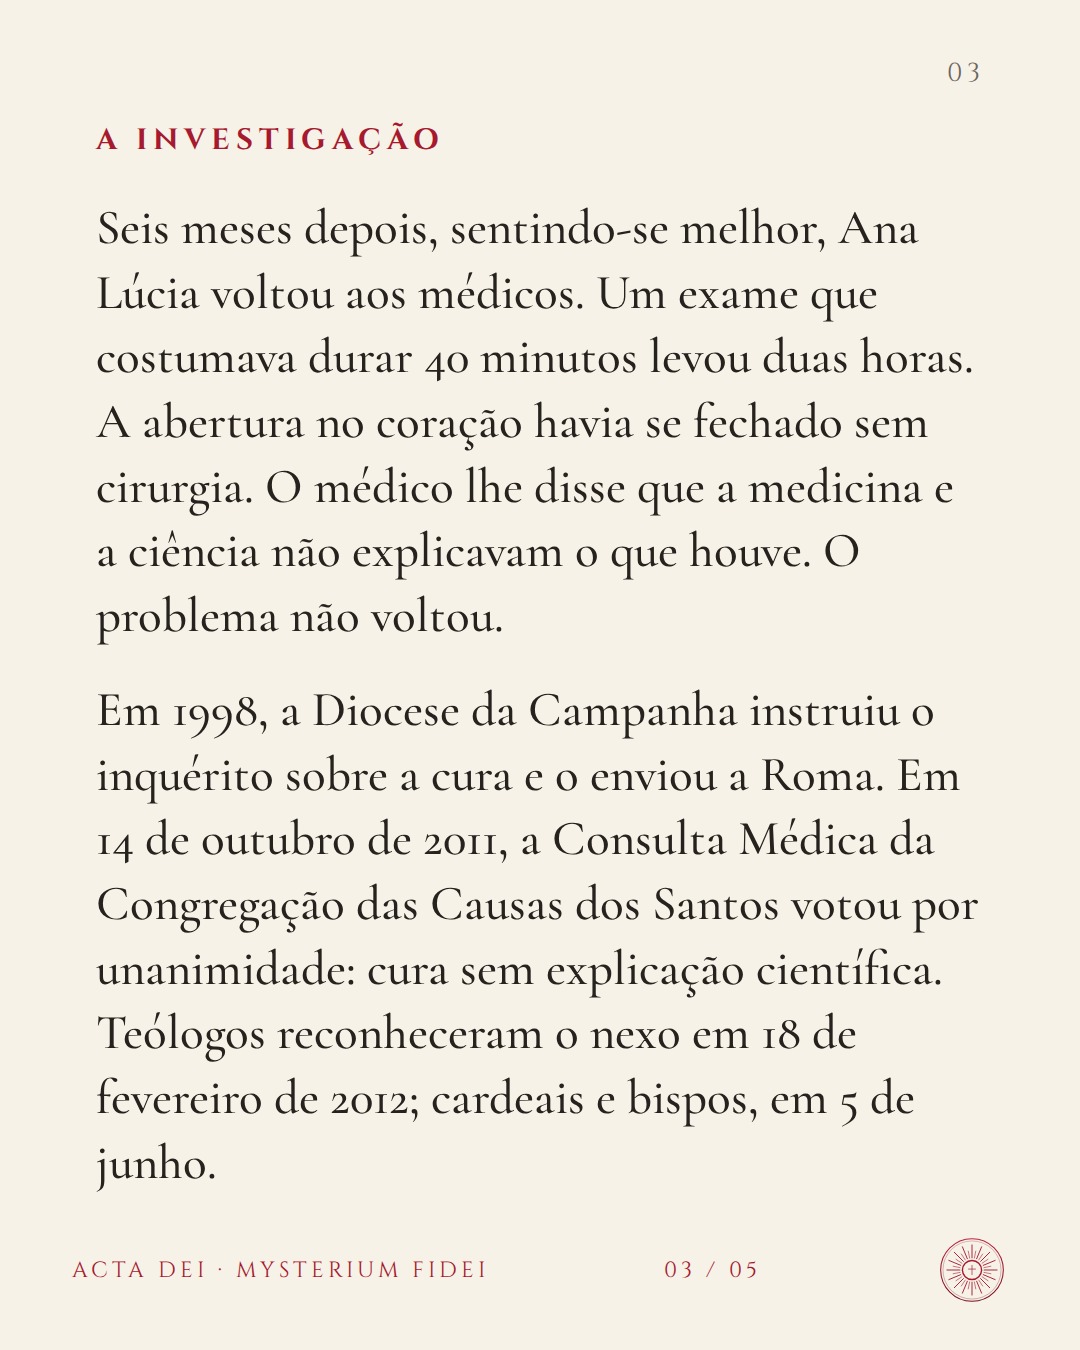 03
A INVESTIGAÇÃO
Seis meses depois, sentindo-se melhor, Ana
Lúcia voltou aos médicos. Um exame que
costumava durar 40 minutos levou duas horas.
A abertura no coração havia se fechado sem
cirurgia. O médico lhe disse que a medicina e
a ciência não explicavam o que houve. O
problema não voltou.
Em 1998, a Diocese da Campanha instruiu o
inquérito sobre a cura e o enviou a Roma. Em
14 de outubro de 2011, a Consulta Médica da
Congregação das Causas dos Santos votou por
unanimidade: cura sem explicação científica.
Teólogos reconheceram o nexo em 18 de
fevereiro de 2012; cardeais e bispos, em 5 de
junho.
ACTA DEI · MYSTERIUM FIDEI
03 / 05